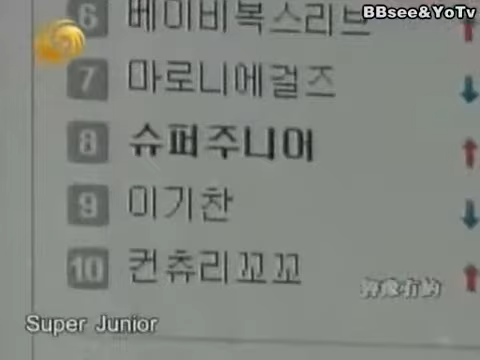 BBsee&YoTv
6 베이비복스리브
7 마로니에걸즈
8 슈퍼주니어
9 이기찬
10 컨츄리꼬꼬
Super Junior